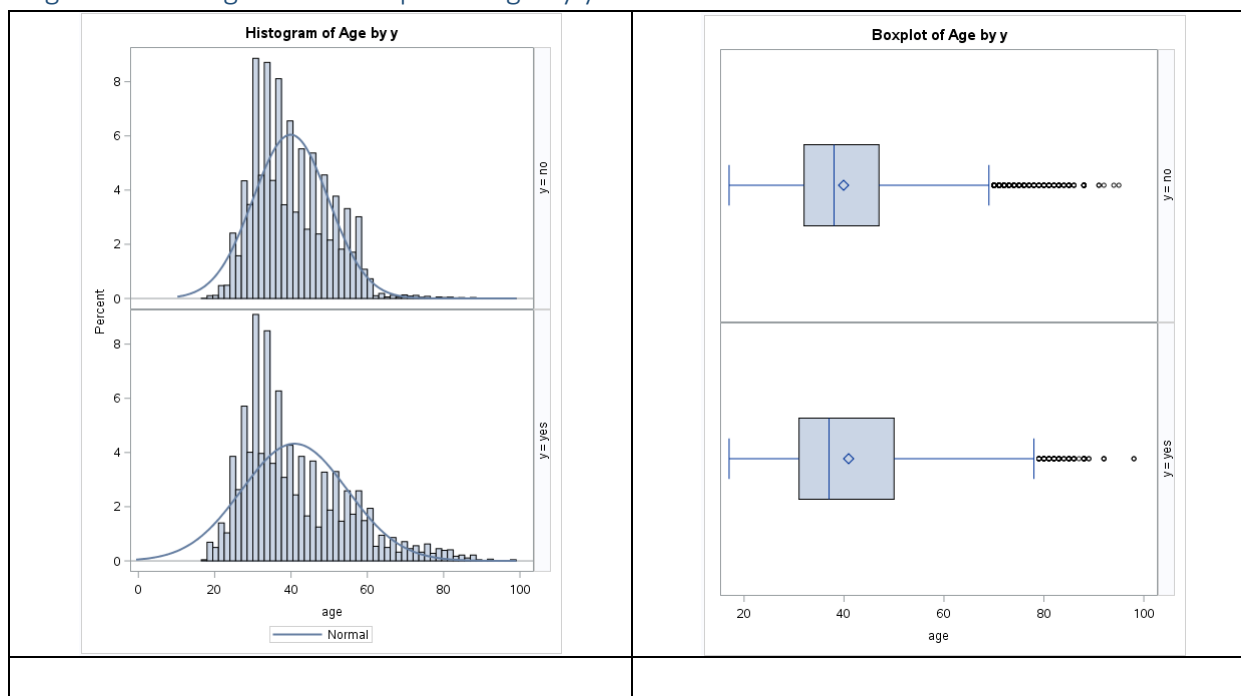 Histogram of Age by y
8
6
4
2
0
y = no
Percent
8
6
4
2
0
y = yes
0 20 40 60 80 100
age
Normal
Boxplot of Age by y
y = no
y = yes
20 40 60 80 100
age